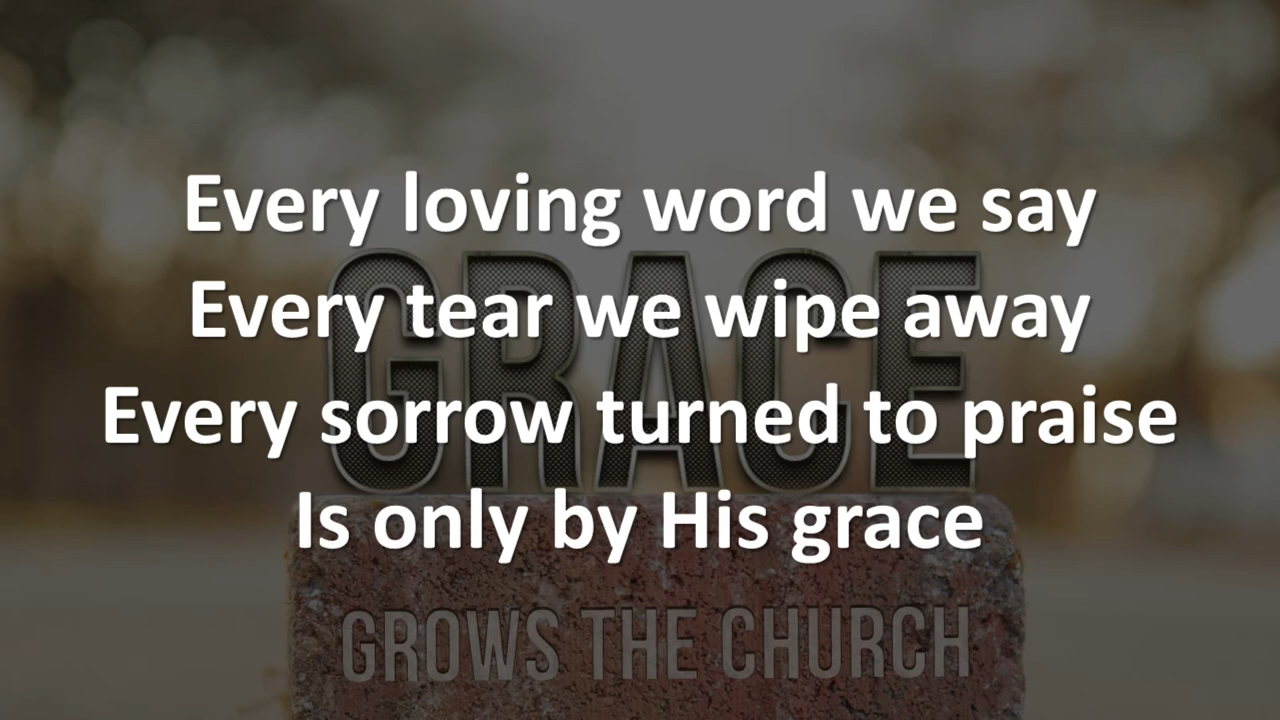 Every loving word we say
GRACE
Every tear we wipe away
Every sorrow turned to praise
Is only by His grace
GROWS THE CHURCH